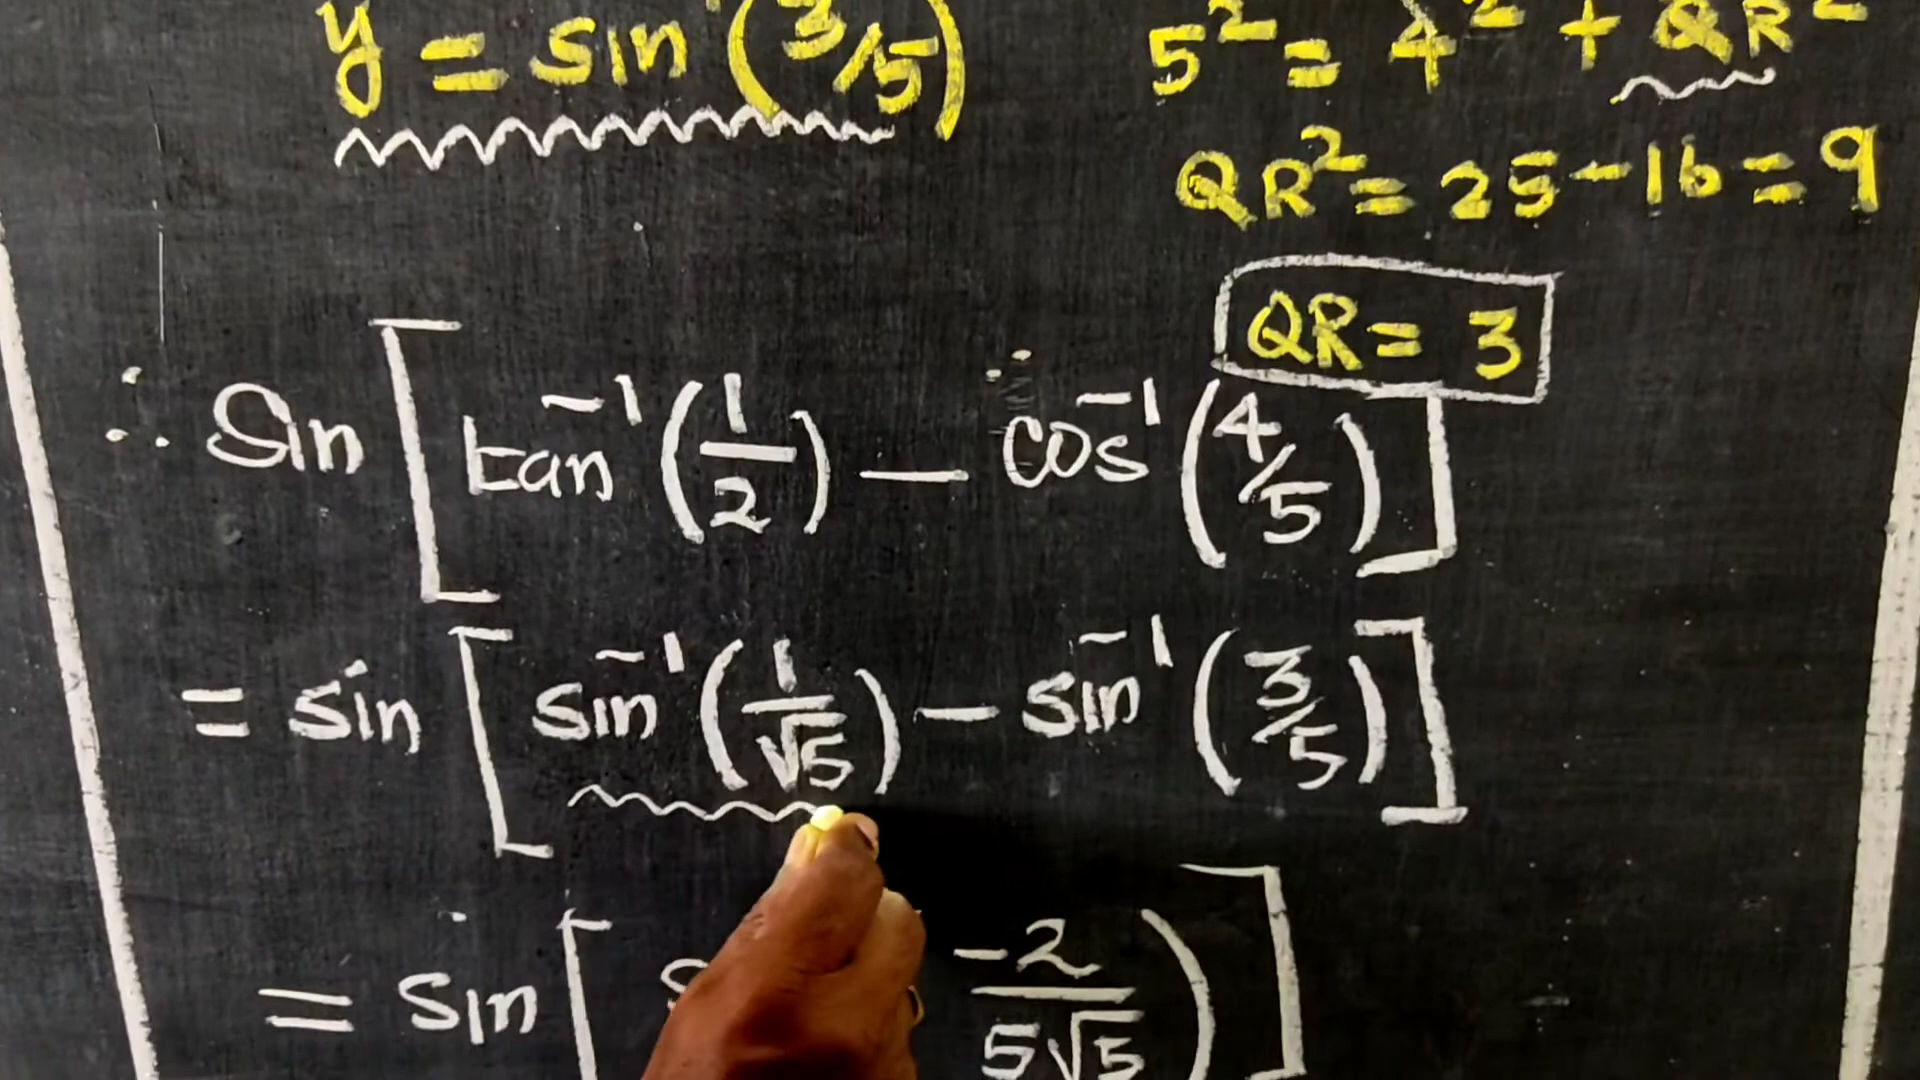 y = sin⁻¹(3/5)
5² = 4² + QR²
QR² = 25 - 16 = 9
QR = 3
∴ Sin [tan⁻¹(1/2) — cos⁻¹(4/5)]
= sin [sin⁻¹(1/√5) — sin⁻¹(3/5)]
= Sin [ -2/5√5)]